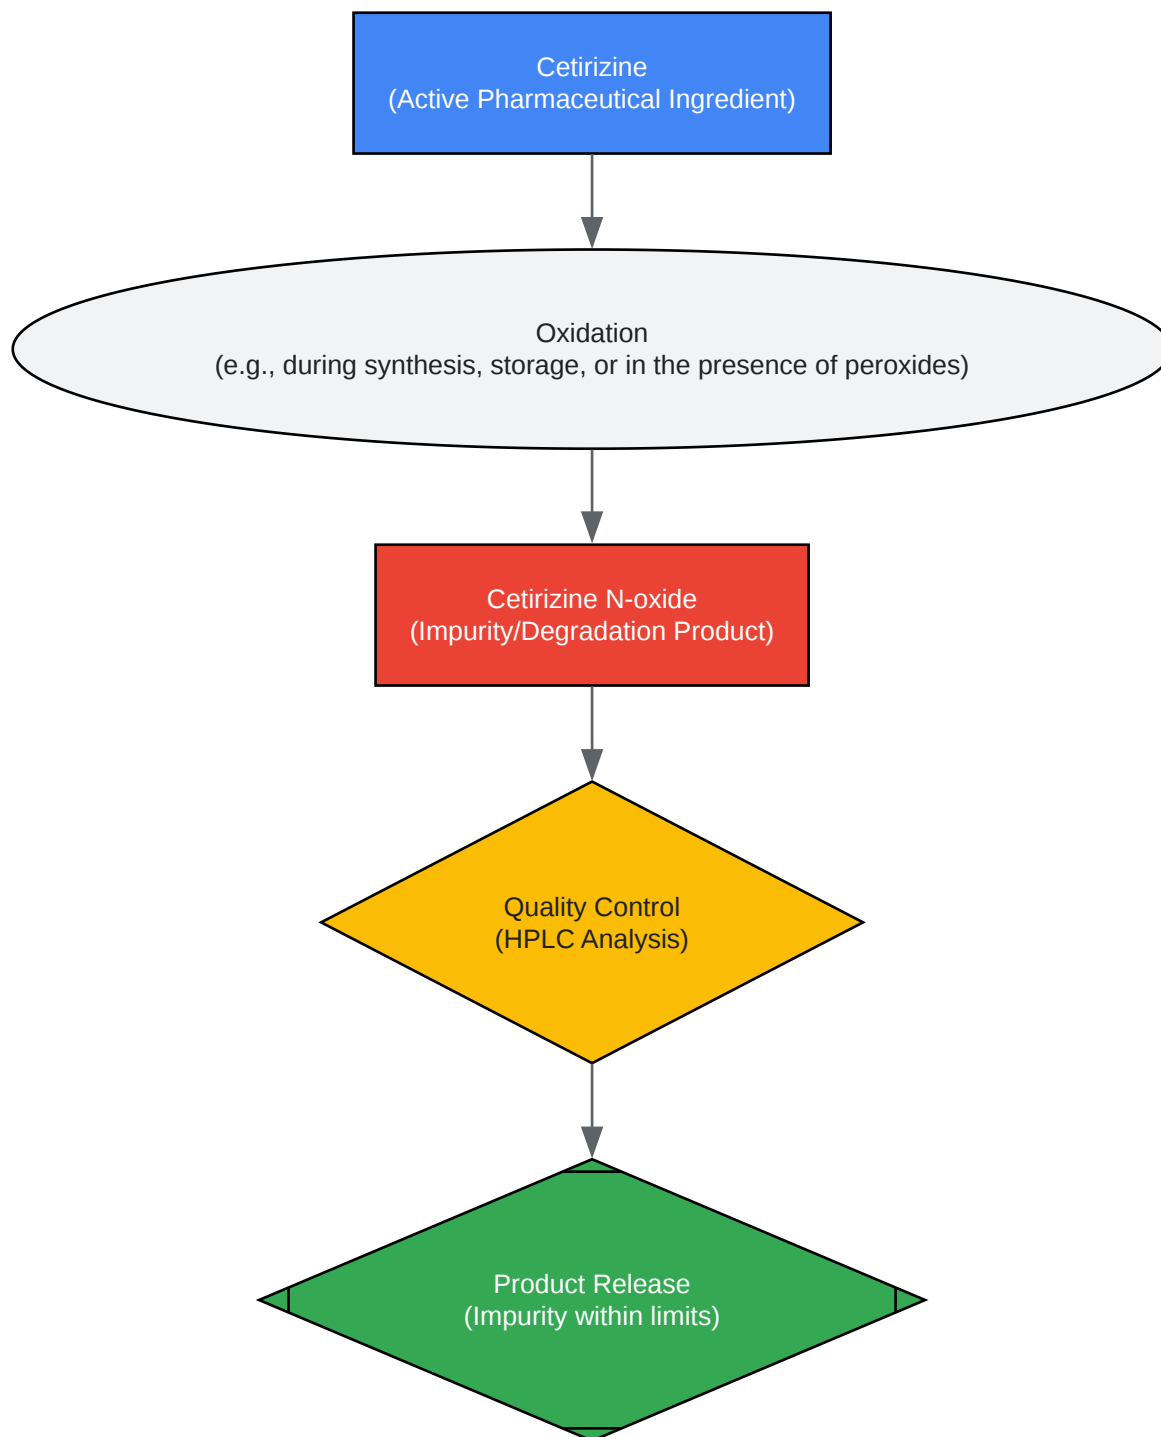 Cetirizine
(Active Pharmaceutical Ingredient)
Oxidation
(e.g., during synthesis, storage, or in the presence of peroxides)
Cetirizine N-oxide
(Impurity/Degradation Product)
Quality Control
(HPLC Analysis)
Product Release
(Impurity within limits)